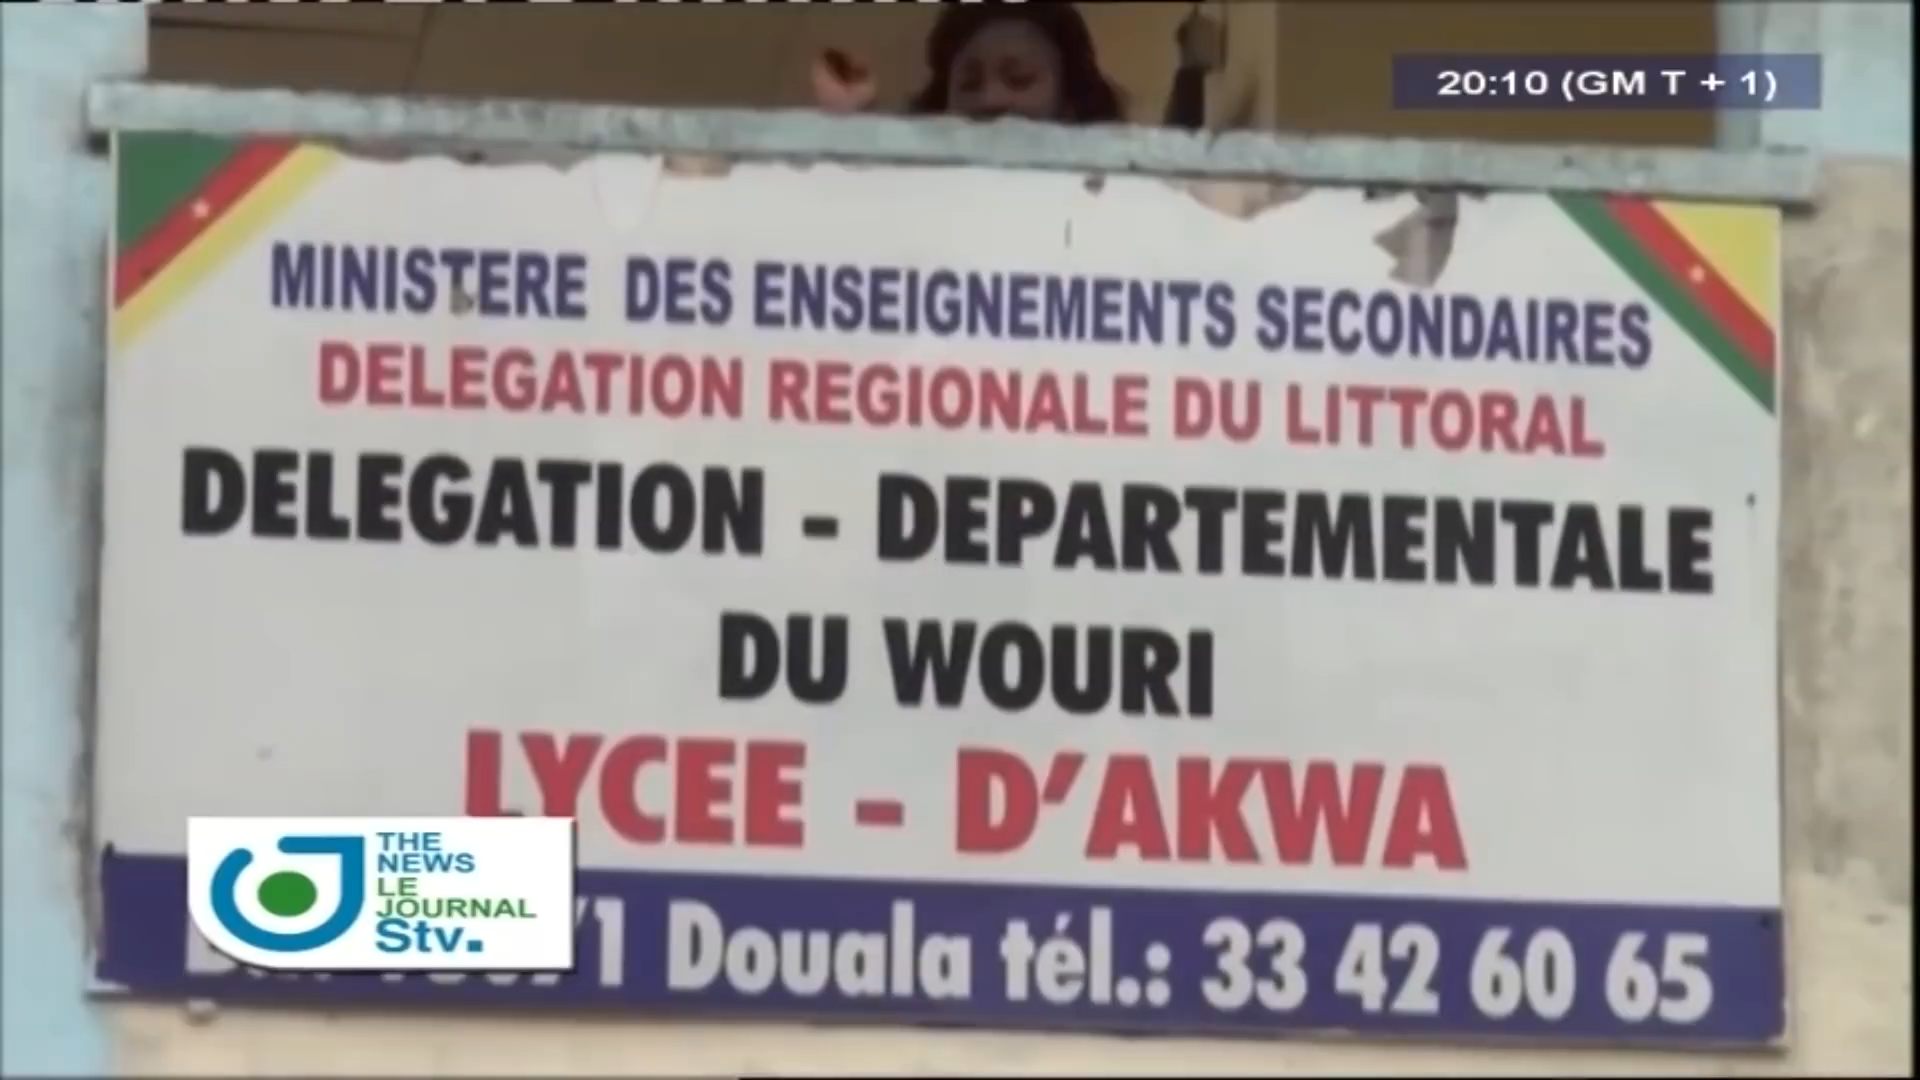 20:10 (GM T + 1)
MINISTERE DES ENSEIGNEMENTS SECONDAIRES
DELEGATION REGIONALE DU LITTORAL
DELEGATION - DEPARTEMENTALE
DU WOURI
LYCEE - D'AKWA
Douala tél.: 33 42 60 65
THE
NEWS
LE
JOURNAL
Stv.